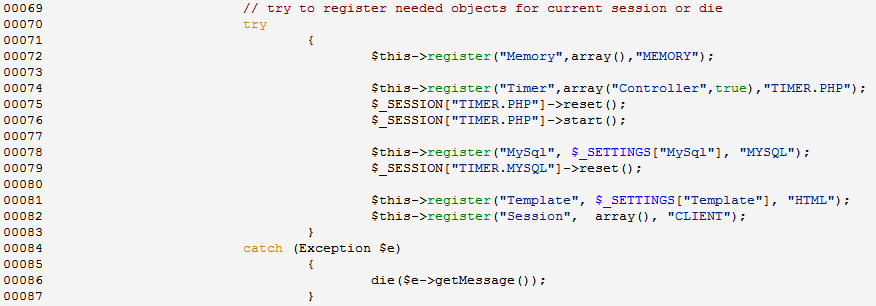 00069 // try to register needed objects for current session or die
00070 try
00071 {
00072 $this->register("Memory",array(),"MEMORY");
00073
00074 $this->register("Timer",array("Controller",true),"TIMER.PHP");
00075 $_SESSION["TIMER.PHP"]->reset();
00076 $_SESSION["TIMER.PHP"]->start();
00077
00078 $this->register("MySql", $_SETTINGS["MySql"], "MYSQL");
00079 $_SESSION["TIMER.MYSQL"]->reset();
00080
00081 $this->register("Template", $_SETTINGS["Template"], "HTML");
00082 $this->register("Session",  array(), "CLIENT");
00083 }
00084 catch (Exception $e)
00085 {
00086 die($e->getMessage());
00087 }